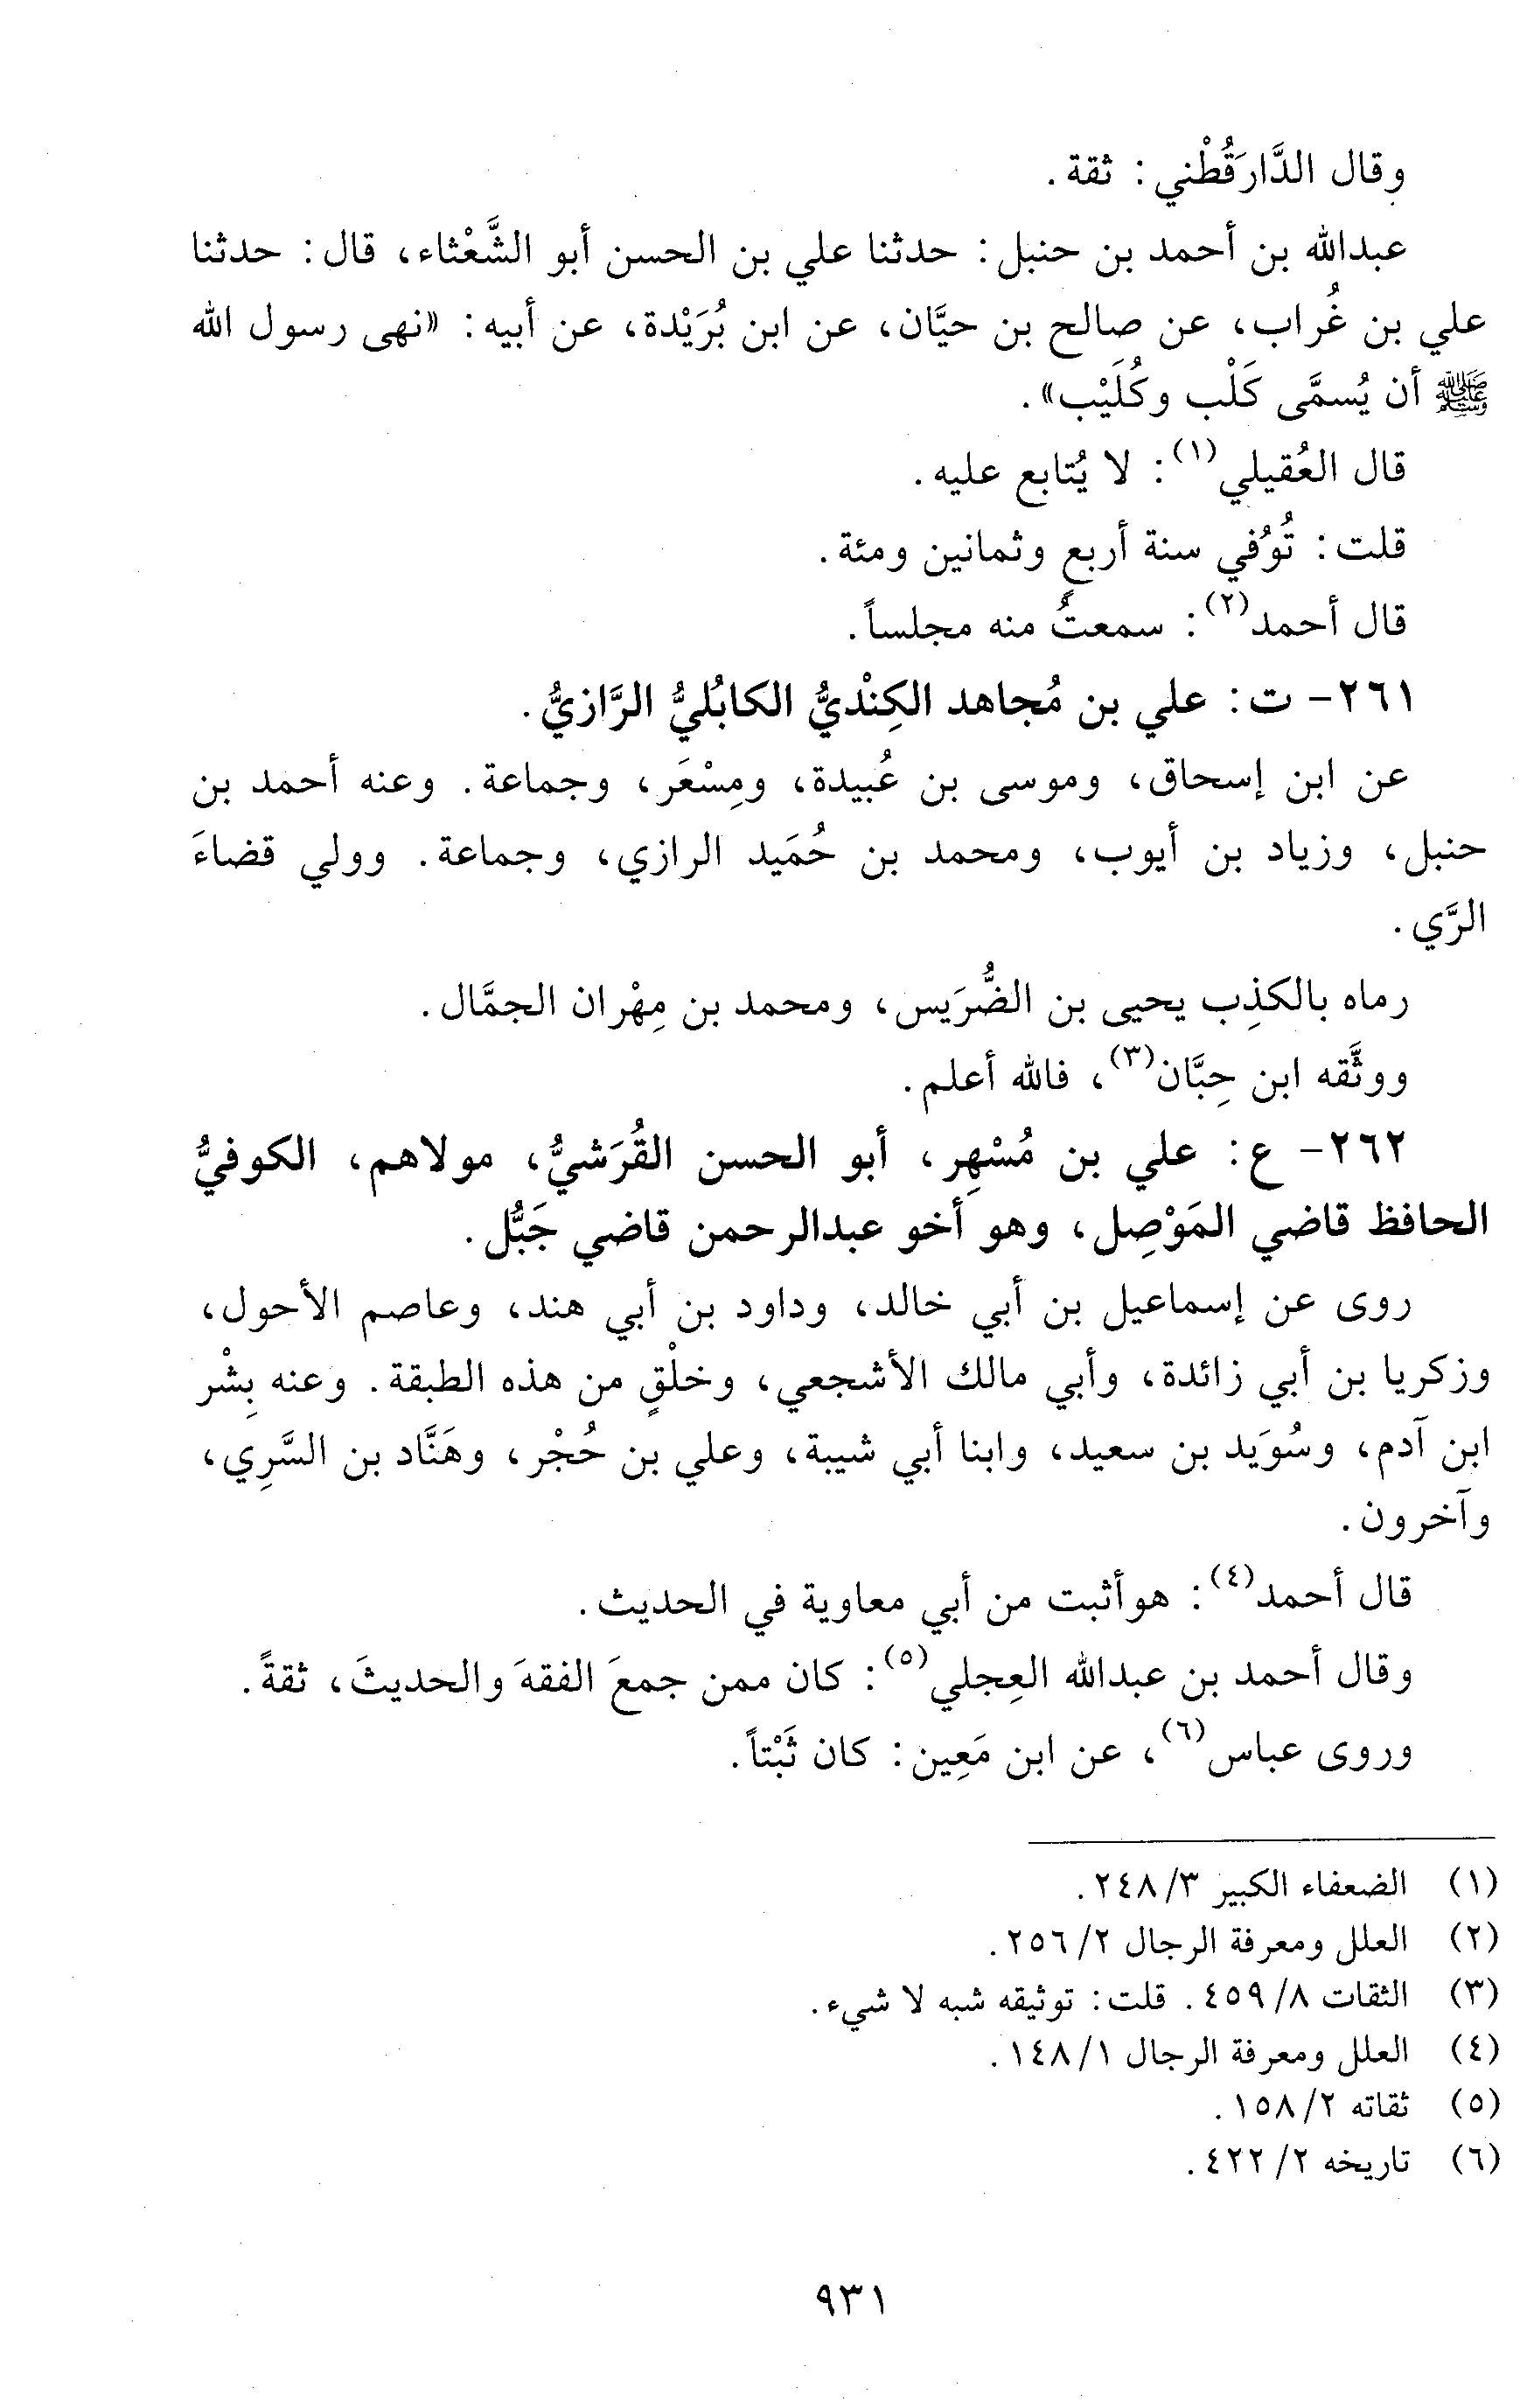 وقال الدَّارَقُطْني: ثقة.
عبدالله بن أحمد بن حنبل: حدثنا علي بن الحسن أبو الشَّعْثاء، قال: حدثنا
علي بن غُراب، عن صالح بن حيَّان، عن ابن بُرَيْدة، عن أبيه: «نهى رسول الله
ﷺ أن يُسمَّى كَلْب وكُلَيْب».
قال العُقيلي(١): لا يُتابع عليه.
قلت: تُوُفي سنة أربعٍ وثمانين ومئة.
قال أحمد(٢): سمعتُ منه مجلساً.
٢٦١- ت: علي بن مُجاهد الكِنْديُّ الكابُليُّ الرَّازيُّ.
عن ابن إسحاق، وموسى بن عُبيدة، ومِسْعَر، وجماعة. وعنه أحمد بن
حنبل، وزياد بن أيوب، ومحمد بن حُمَيد الرازي، وجماعة. وولي قضاءَ
الرَّي.
رماه بالكذِب يحيى بن الضُّرَيس، ومحمد بن مِهْران الجمَّال.
ووثَّقه ابن حِبَّان(٣)، فالله أعلم.
٢٦٢- ع: علي بن مُسْهِر، أبو الحسن القُرَشيُّ، مولاهم، الكوفيُّ
الحافظ قاضي المَوْصِل، وهو أخو عبدالرحمن قاضي جَبُّل.
روى عن إسماعيل بن أبي خالد، وداود بن أبي هند، وعاصم الأحول،
وزكريا بن أبي زائدة، وأبي مالك الأشجعي، وخلْقٍ من هذه الطبقة. وعنه بِشْر
ابن آدم، وسُوَيد بن سعيد، وابنا أبي شيبة، وعلي بن حُجْر، وهَنَّاد بن السَّرِي،
وآخرون.
قال أحمد(٤): هوأثبت من أبي معاوية في الحديث.
وقال أحمد بن عبدالله العِجلي(٥): كان ممن جمعَ الفقهَ والحديثَ، ثقةً.
وروى عباس(٦)، عن ابن مَعِين: كان ثَبْتاً.
(١) الضعفاء الكبير ٣/ ٢٤٨.
(٢) العلل ومعرفة الرجال ٢/ ٢٥٦.
(٣) الثقات ٨/ ٤٥٩. قلت: توثيقه شبه لا شيء.
(٤) العلل ومعرفة الرجال ١/ ١٤٨.
(٥) ثقاته ٢/ ١٥٨.
(٦) تاريخه ٢/ ٤٢٢.
٩٣١